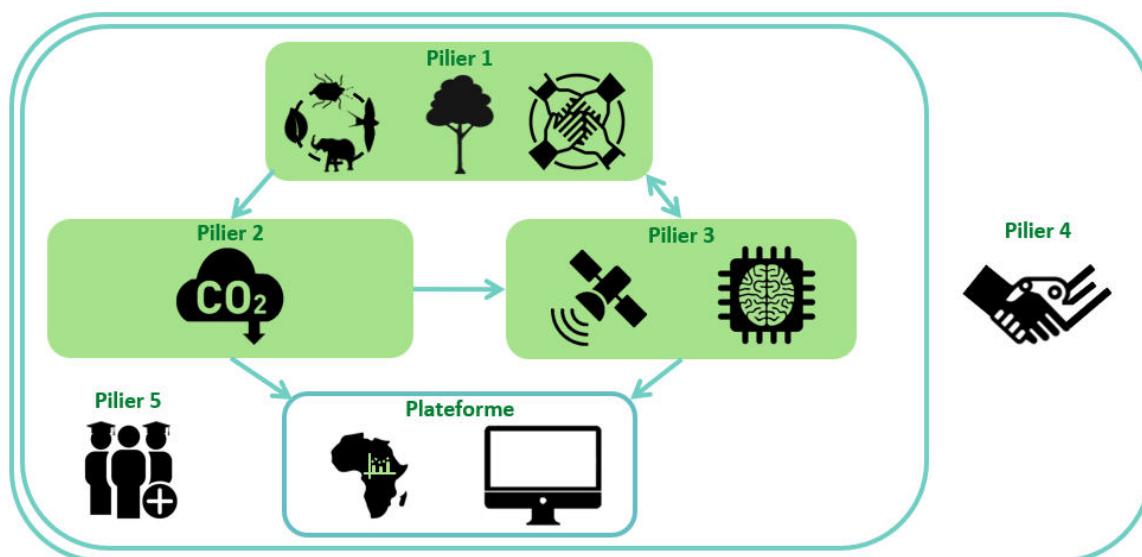 Pilier 1
Pilier 2
CO₂
Pilier 3
Pilier 4
Pilier 5
Plateforme